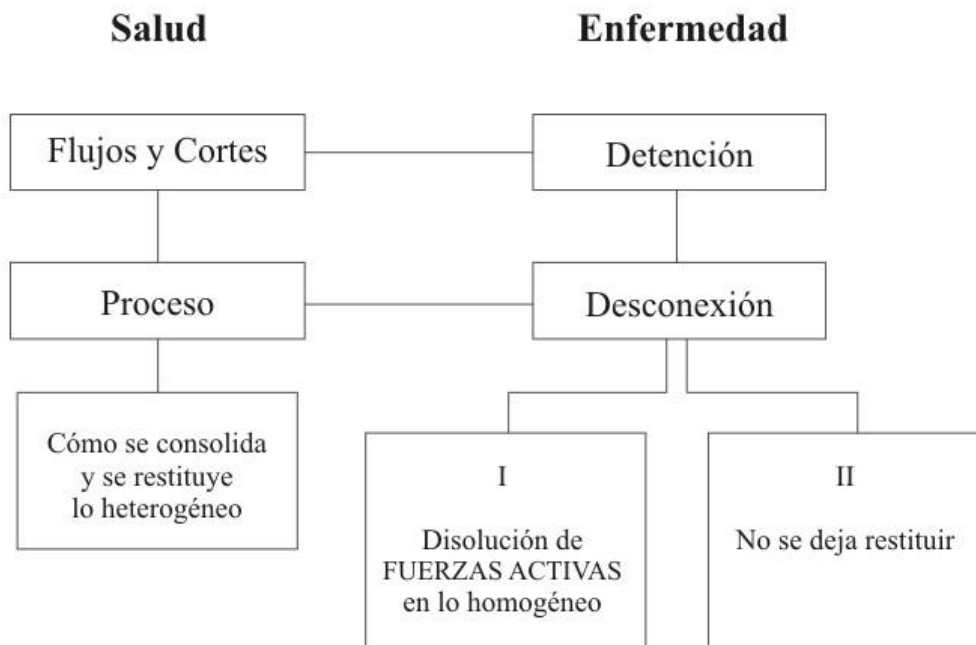 Salud
Enfermedad
Flujos y Cortes
Detención
Proceso
Desconexión
Cómo se consolida
y se restituye
lo heterogéneo
I
Disolución de
FUERZAS ACTIVAS
en lo homogéneo
II
No se deja restituir